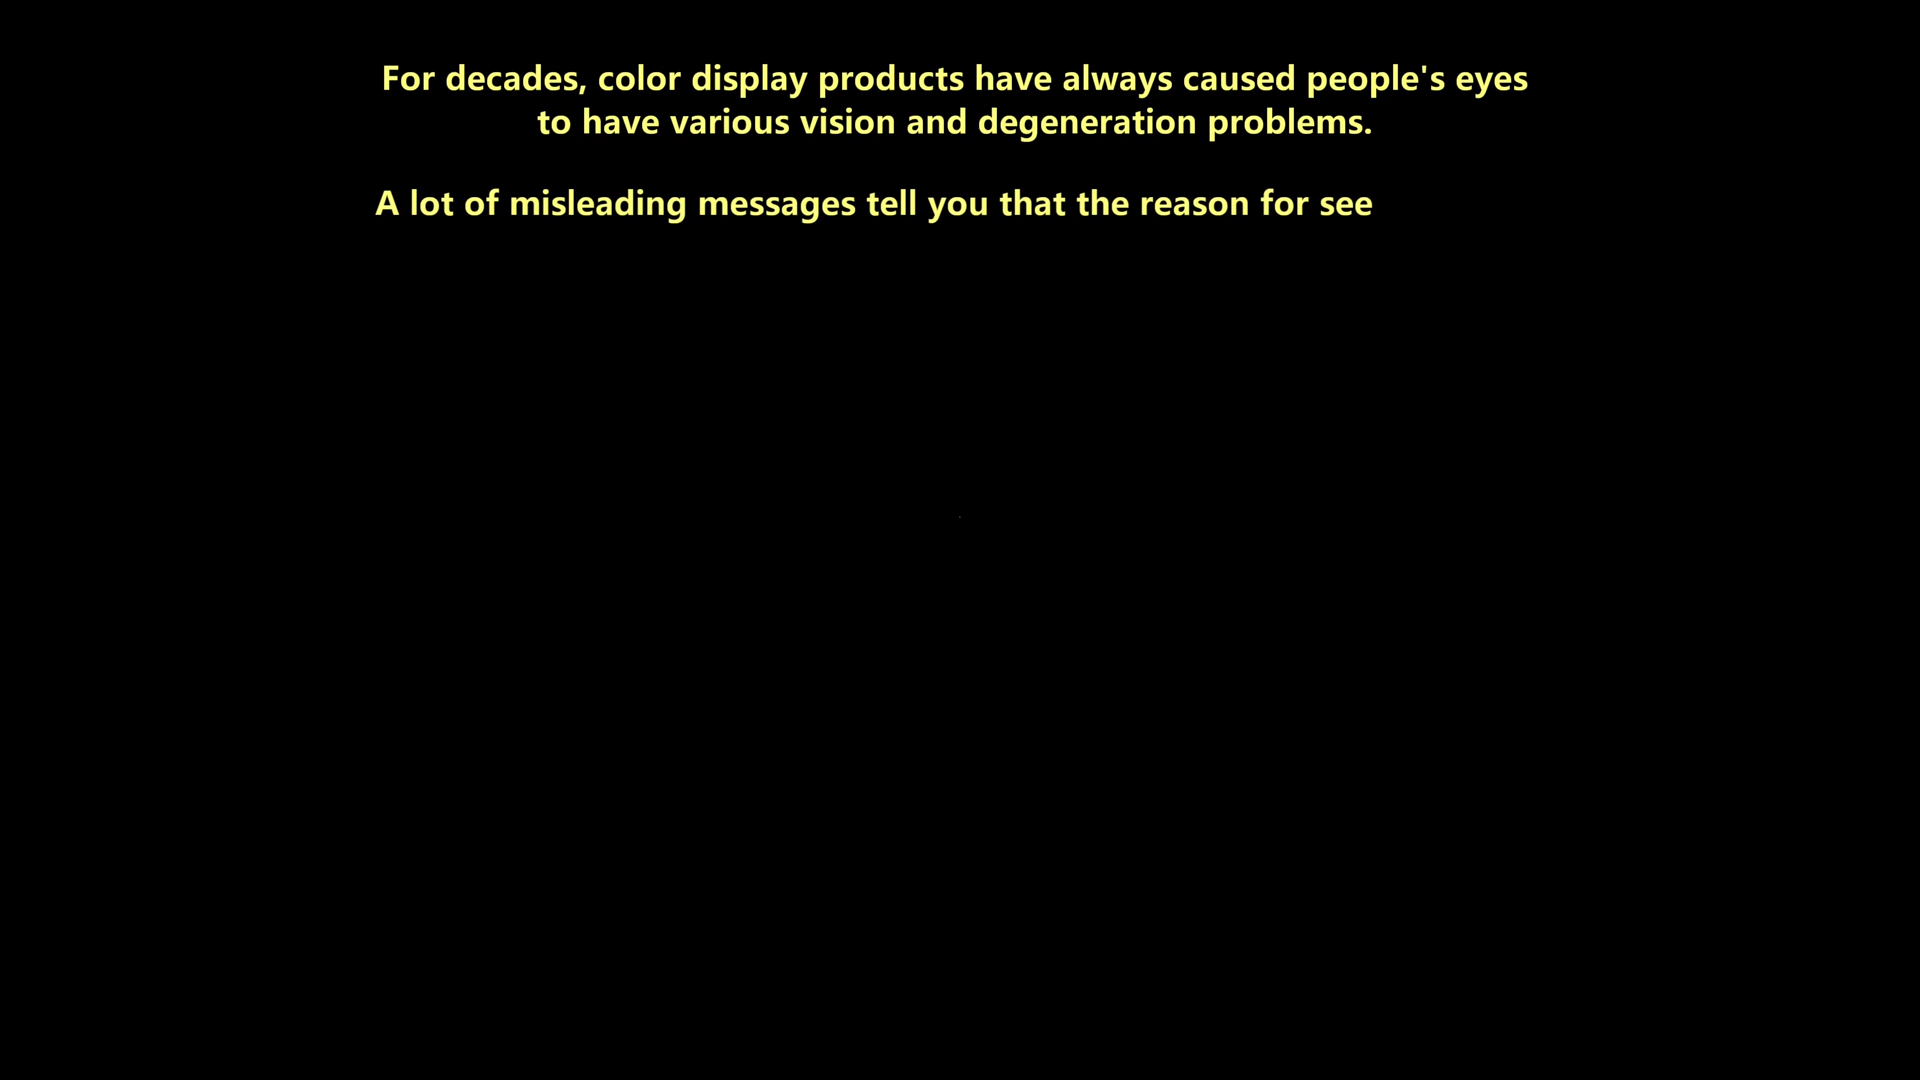 For decades, color display products have always caused people's eyes
to have various vision and degeneration problems.
A lot of misleading messages tell you that the reason for see